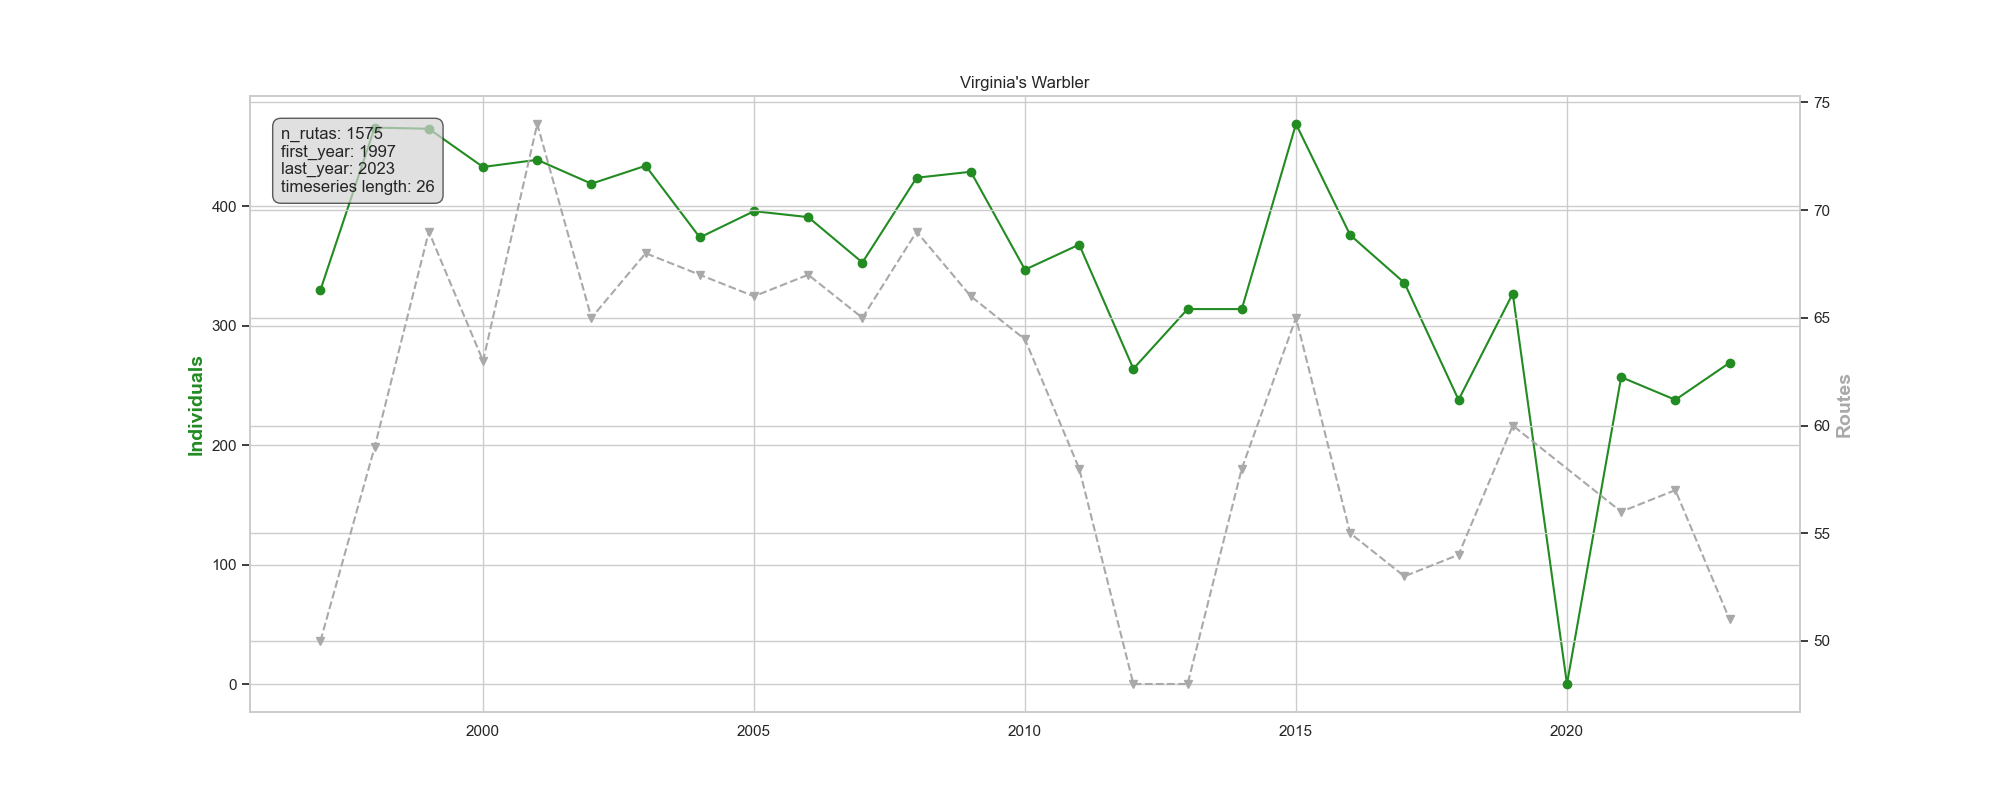 Virginia's Warbler
n_rutas: 1575
first_year: 1997
last_year: 2023
timeseries length: 26
Individuals
400
300
200
100
0
75
70
65
60
55
50
Routes
2000
2005
2010
2015
2020